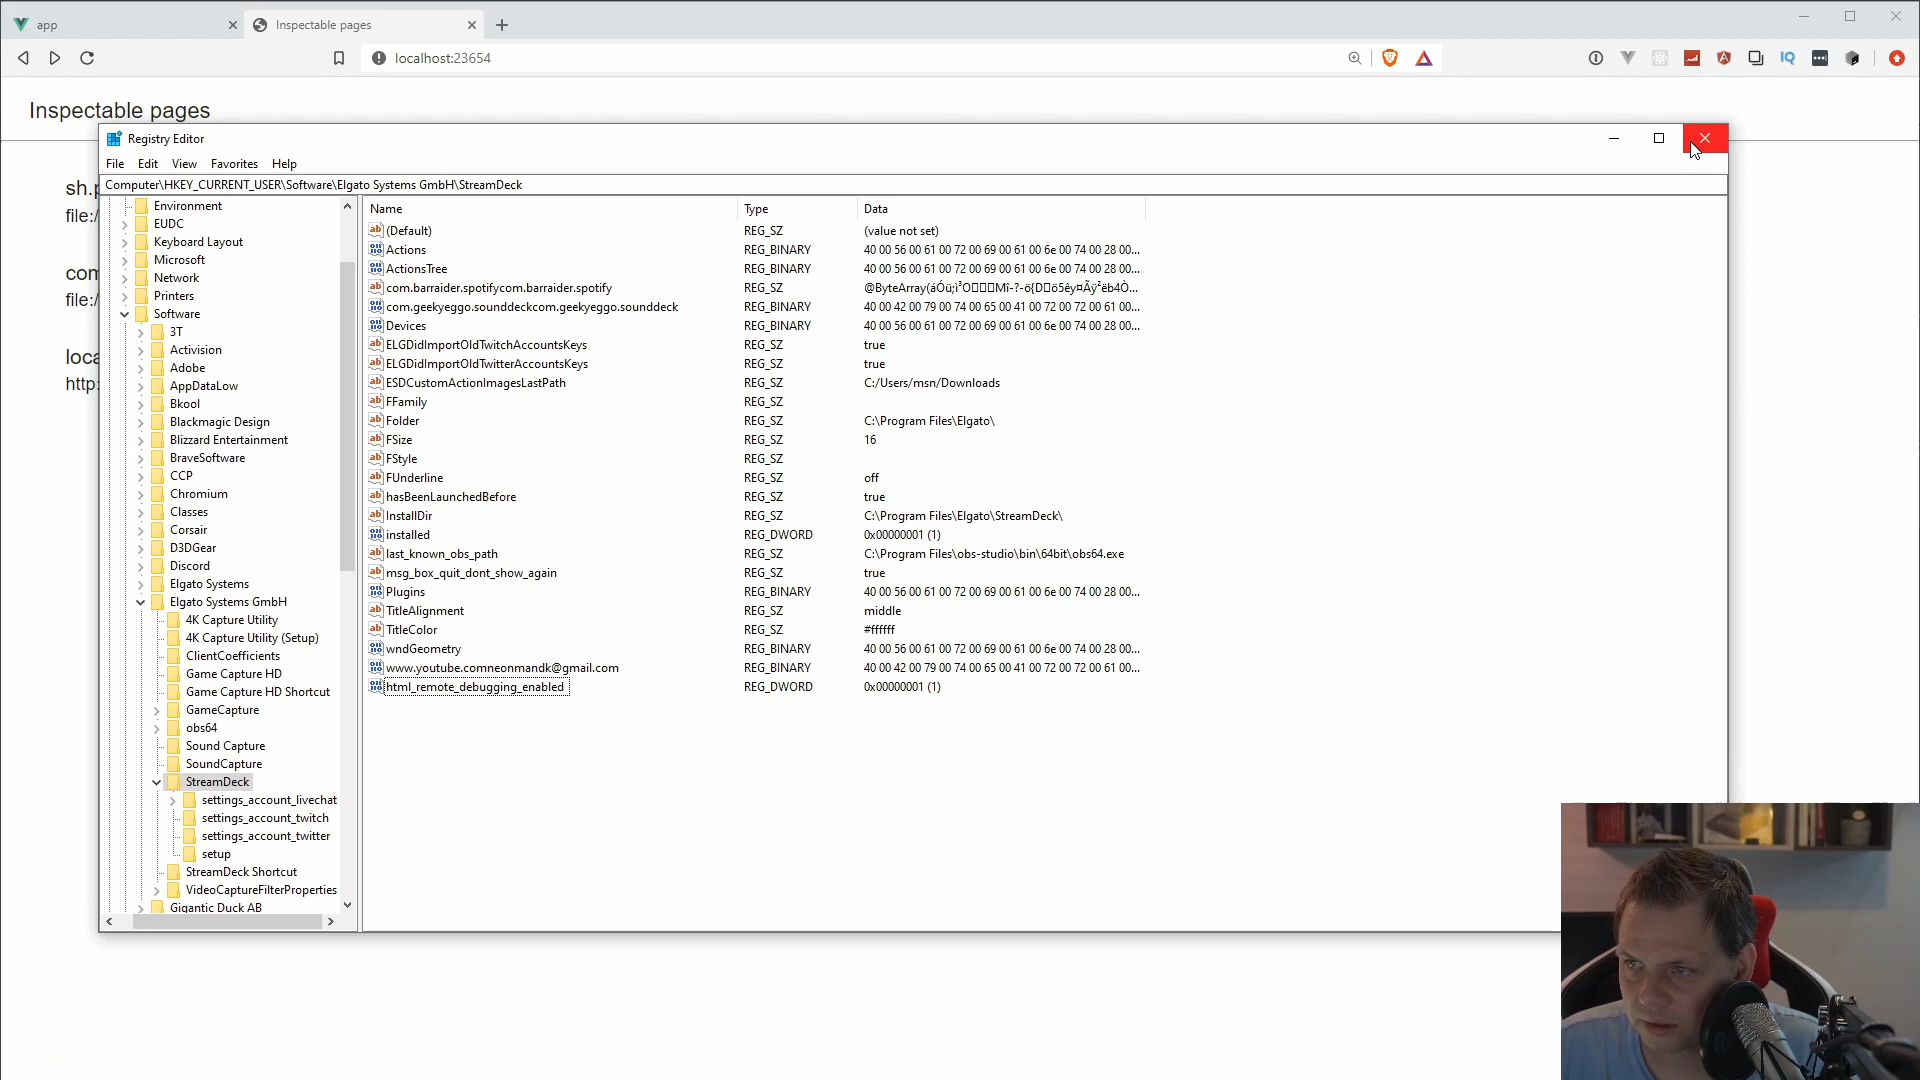 app
Inspectable pages
localhost:23654
IQ
Inspectable pages
sh.p
file:/
com
file:/
loca
http:
Registry Editor
File Edit View Favorites Help
Computer\HKEY_CURRENT_USER\Software\Elgato Systems GmbH\StreamDeck
Environment
EUDC
Keyboard Layout
Microsoft
Network
Printers
Software
3T
Activision
Adobe
AppDataLow
Bkool
Blackmagic Design
Blizzard Entertainment
BraveSoftware
CCP
Chromium
Classes
Corsair
D3DGear
Discord
Elgato Systems
Elgato Systems GmbH
4K Capture Utility
4K Capture Utility (Setup)
ClientCoefficients
Game Capture HD
Game Capture HD Shortcut
GameCapture
obs64
Sound Capture
SoundCapture
StreamDeck
settings_account_livechat
settings_account_twitch
settings_account_twitter
setup
StreamDeck Shortcut
VideoCaptureFilterProperties
Gigantic Duck AB
Name Type Data
(Default) REG_SZ (value not set)
Actions REG_BINARY 40 00 56 00 61 00 72 00 69 00 61 00 6e 00 74 00 28 00...
ActionsTree REG_BINARY 40 00 56 00 61 00 72 00 69 00 61 00 6e 00 74 00 28 00...
com.barraider.spotifycom.barraider.spotify REG_SZ
com.geekyeggo.sounddeckcom.geekyeggo.sounddeck REG_BINARY 40 00 42 00 79 00 74 00 65 00 41 00 72 00 72 00 61 00...
Devices REG_BINARY 40 00 56 00 61 00 72 00 69 00 61 00 6e 00 74 00 28 00...
ELGDidImportOldTwitchAccountsKeys REG_SZ true
ELGDidImportOldTwitterAccountsKeys REG_SZ true
ESDCustomActionImagesLastPath REG_SZ C:/Users/msn/Downloads
FFamily REG_SZ
Folder REG_SZ C:\Program Files\Elgato\
FSize REG_SZ 16
FStyle REG_SZ
FUnderline REG_SZ off
hasBeenLaunchedBefore REG_SZ true
InstallDir REG_SZ C:\Program Files\Elgato\StreamDeck\
installed REG_DWORD 0x00000001 (1)
last_known_obs_path REG_SZ C:\Program Files\obs-studio\bin\64bit\obs64.exe
msg_box_quit_dont_show_again REG_SZ true
Plugins REG_BINARY 40 00 56 00 61 00 72 00 69 00 61 00 6e 00 74 00 28 00...
TitleAlignment REG_SZ middle
TitleColor REG_SZ #ffffff
wndGeometry REG_BINARY 40 00 56 00 61 00 72 00 69 00 61 00 6e 00 74 00 28 00...
www.youtube.comneonmandk@gmail.com REG_BINARY 40 00 42 00 79 00 74 00 65 00 41 00 72 00 72 00 61 00...
html_remote_debugging_enabled REG_DWORD 0x00000001 (1)